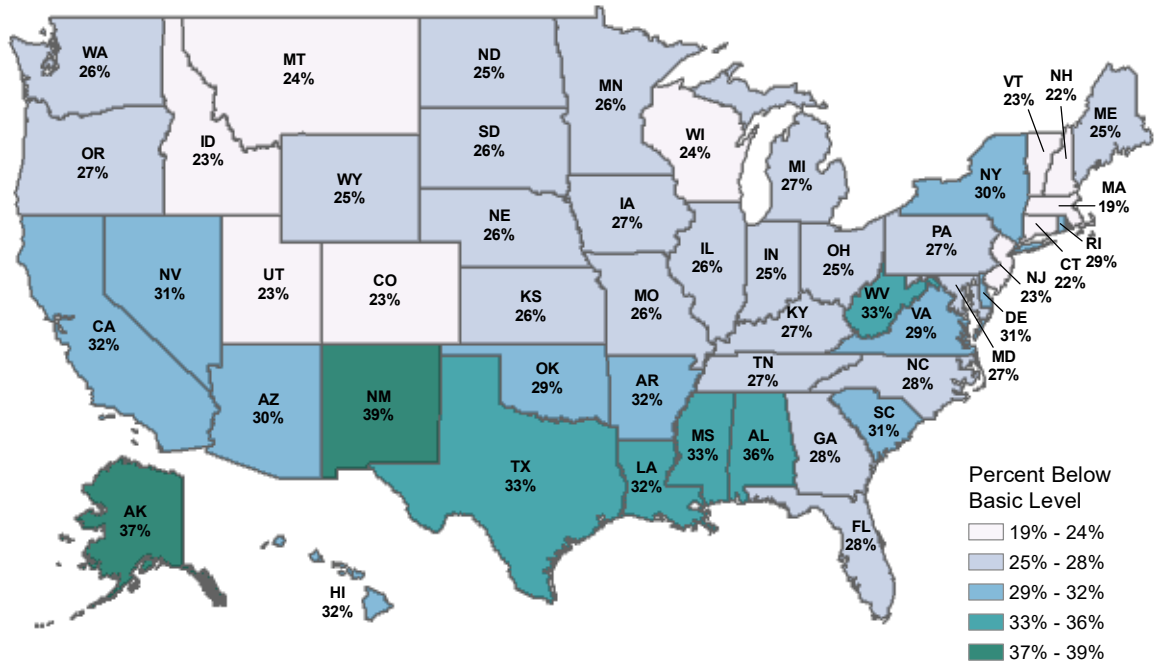 WA
26%
MT
24%
ND
25%
MN
26%
VT
23%
NH
22%
ME
25%
ID
23%
SD
26%
WI
24%
OR
27%
WY
25%
MI
27%
NY
30%
MA
19%
IA
27%
NE
26%
PA
27%
RI
29%
CT
22%
NJ
23%
IL
26%
IN
25%
OH
25%
NV
31%
UT
23%
CO
23%
KS
26%
MO
26%
WV
33%
VA
29%
DE
31%
MD
27%
KY
27%
CA
32%
TN
27%
NC
28%
OK
29%
AR
32%
AZ
30%
NM
39%
SC
31%
MS
33%
AL
36%
GA
28%
TX
33%
LA
32%
FL
28%
AK
37%
HI
32%
Percent Below
Basic Level
19% - 24%
25% - 28%
29% - 32%
33% - 36%
37% - 39%